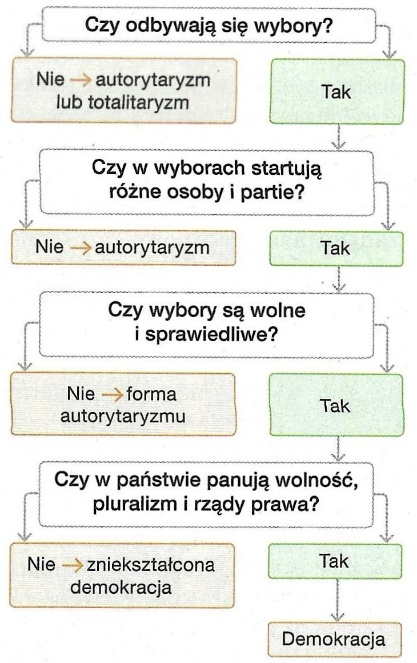 Czy odbywają się wybory?
Nie → autorytaryzm
lub totalitaryzm
Tak
Czy w wyborach startują
różne osoby i partie?
Nie → autorytaryzm
Tak
Czy wybory są wolne
i sprawiedliwe?
Nie → forma
autorytaryzmu
Tak
Czy w państwie panują wolność,
pluralizm i rządy prawa?
Nie → zniekształcona
demokracja
Tak
Demokracja